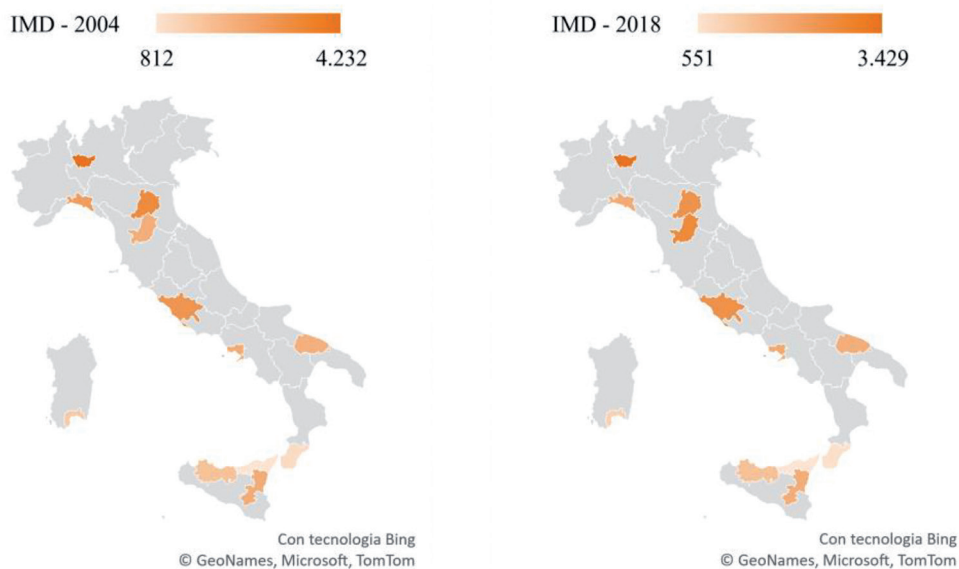 IMD - 2004
812 4.232
IMD - 2018
551 3.429
Con tecnologia Bing
© GeoNames, Microsoft, TomTom
Con tecnologia Bing
© GeoNames, Microsoft, TomTom